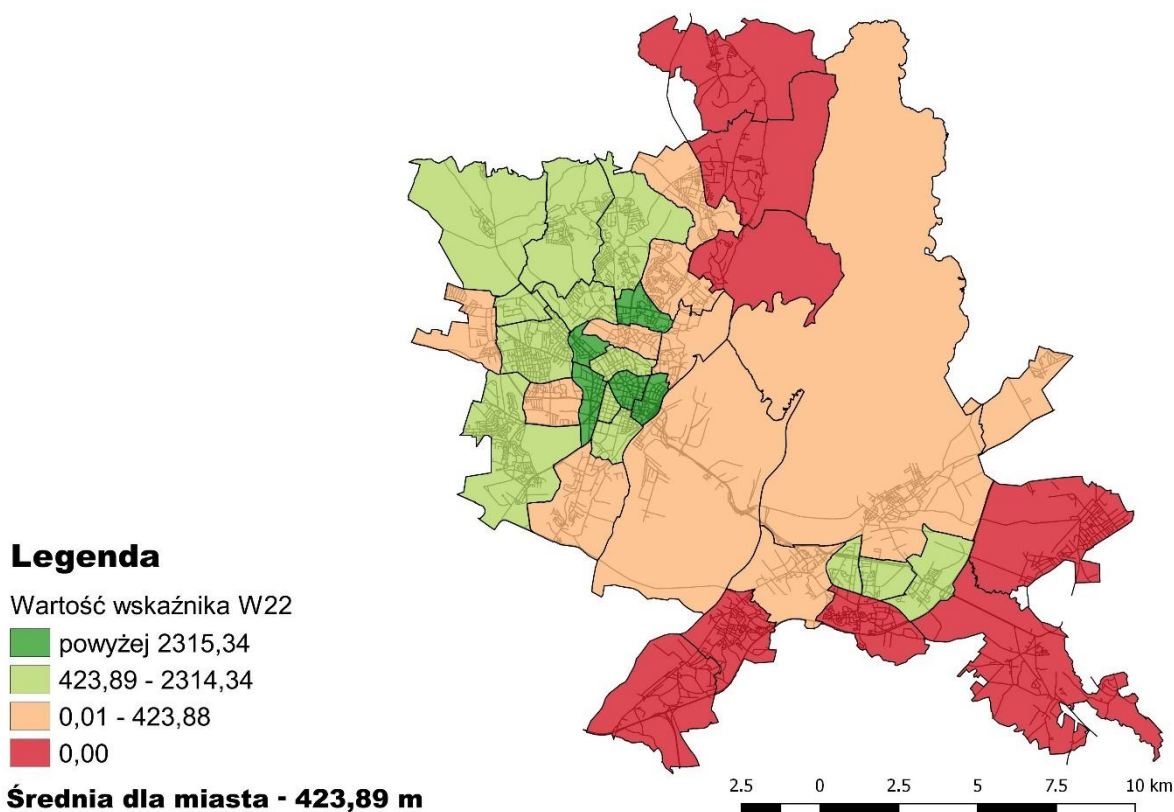 Legenda
Wartość wskaźnika W22
powyżej 2315,34
423,89 - 2314,34
0,01 - 423,88
0,00
Średnia dla miasta - 423,89 m
2.5 0 2.5 5 7.5 10 km